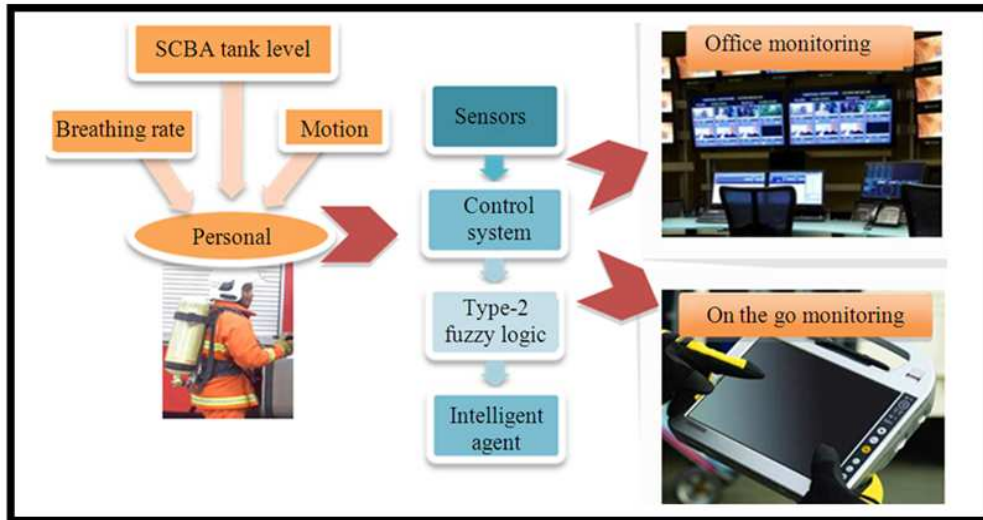 SCBA tank level
Breathing rate
Motion
Personal
Sensors
Control
system
Type-2
fuzzy logic
Intelligent
agent
Office monitoring
On the go monitoring